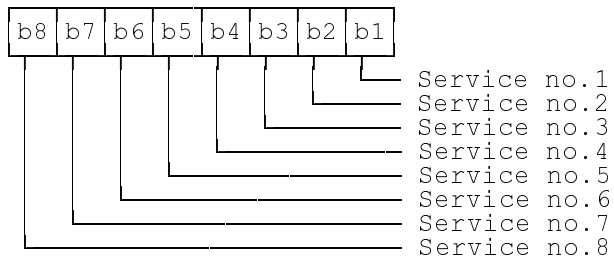 b8 b7 b6 b5 b4 b3 b2 b1
Service no.1
Service no.2
Service no.3
Service no.4
Service no.5
Service no.6
Service no.7
Service no.8